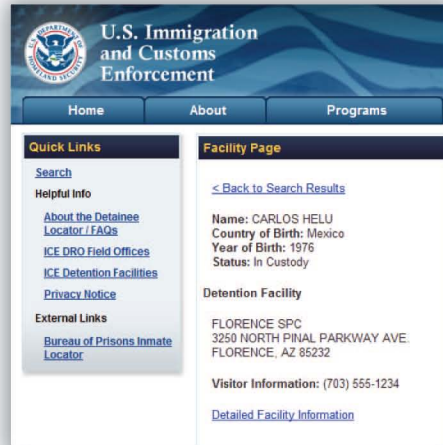 U.S. Immigration
and Customs
Enforcement
Home
About
Programs
Quick Links
Search
Helpful Info
About the Detainee
Locator / FAQs
ICE DRO Field Offices
ICE Detention Facilities
Privacy Notice
External Links
Bureau of Prisons Inmate
Locator
Facility Page
< Back to Search Results
Name: CARLOS HELU
Country of Birth: Mexico
Year of Birth: 1976
Status: In Custody
Detention Facility
FLORENCE SPC
3250 NORTH PINAL PARKWAY AVE.
FLORENCE, AZ 85232
Visitor Information: (703) 555-1234
Detailed Facility Information